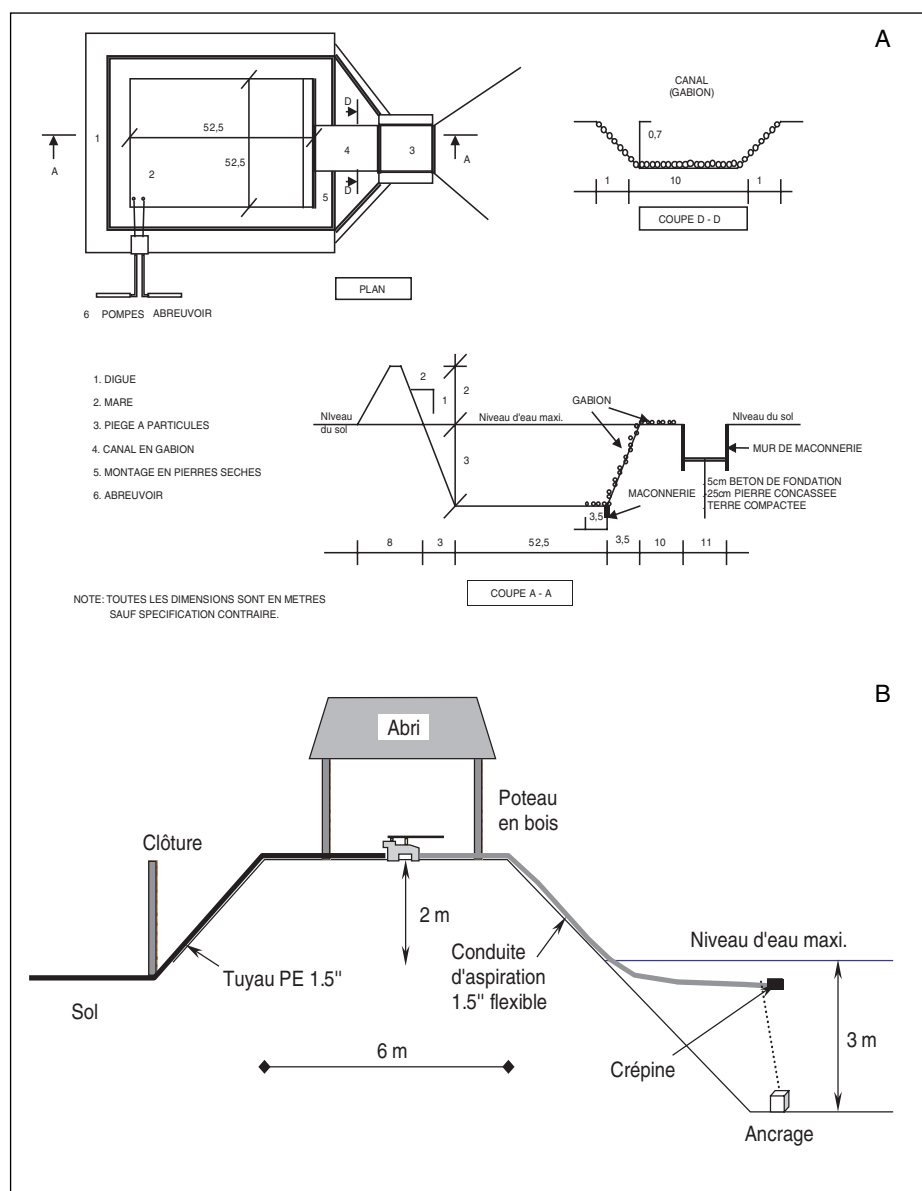 A
D
D
A
A
1
2
3
4
5
52,5
52,5
6 POMPES ABREUVOIR
PLAN
CANAL
(GABION)
0,7
1
10
1
COUPE D - D
1. DIGUE
2. MARE
3. PIEGE A PARTICULES
4. CANAL EN GABION
5. MONTAGE EN PIERRES SECHES
6. ABREUVOIR
2
1
2
3
NIveau
du sol
Niveau d'eau maxi.
GABION
NIveau du sol
MUR DE MACONNERIE
MACONNERIE
5cm BETON DE FONDATION
25cm PIERRE CONCASSEE
TERRE COMPACTEE
3,5
8
3
52,5
3,5
10
11
COUPE A - A
NOTE: TOUTES LES DIMENSIONS SONT EN METRES
SAUF SPECIFICATION CONTRAIRE.
B
Abri
Poteau
en bois
Clôture
2 m
Niveau d'eau maxi.
Tuyau PE 1.5"
Conduite
d'aspiration
1.5" flexible
Sol
6 m
Crépine
3 m
Ancrage